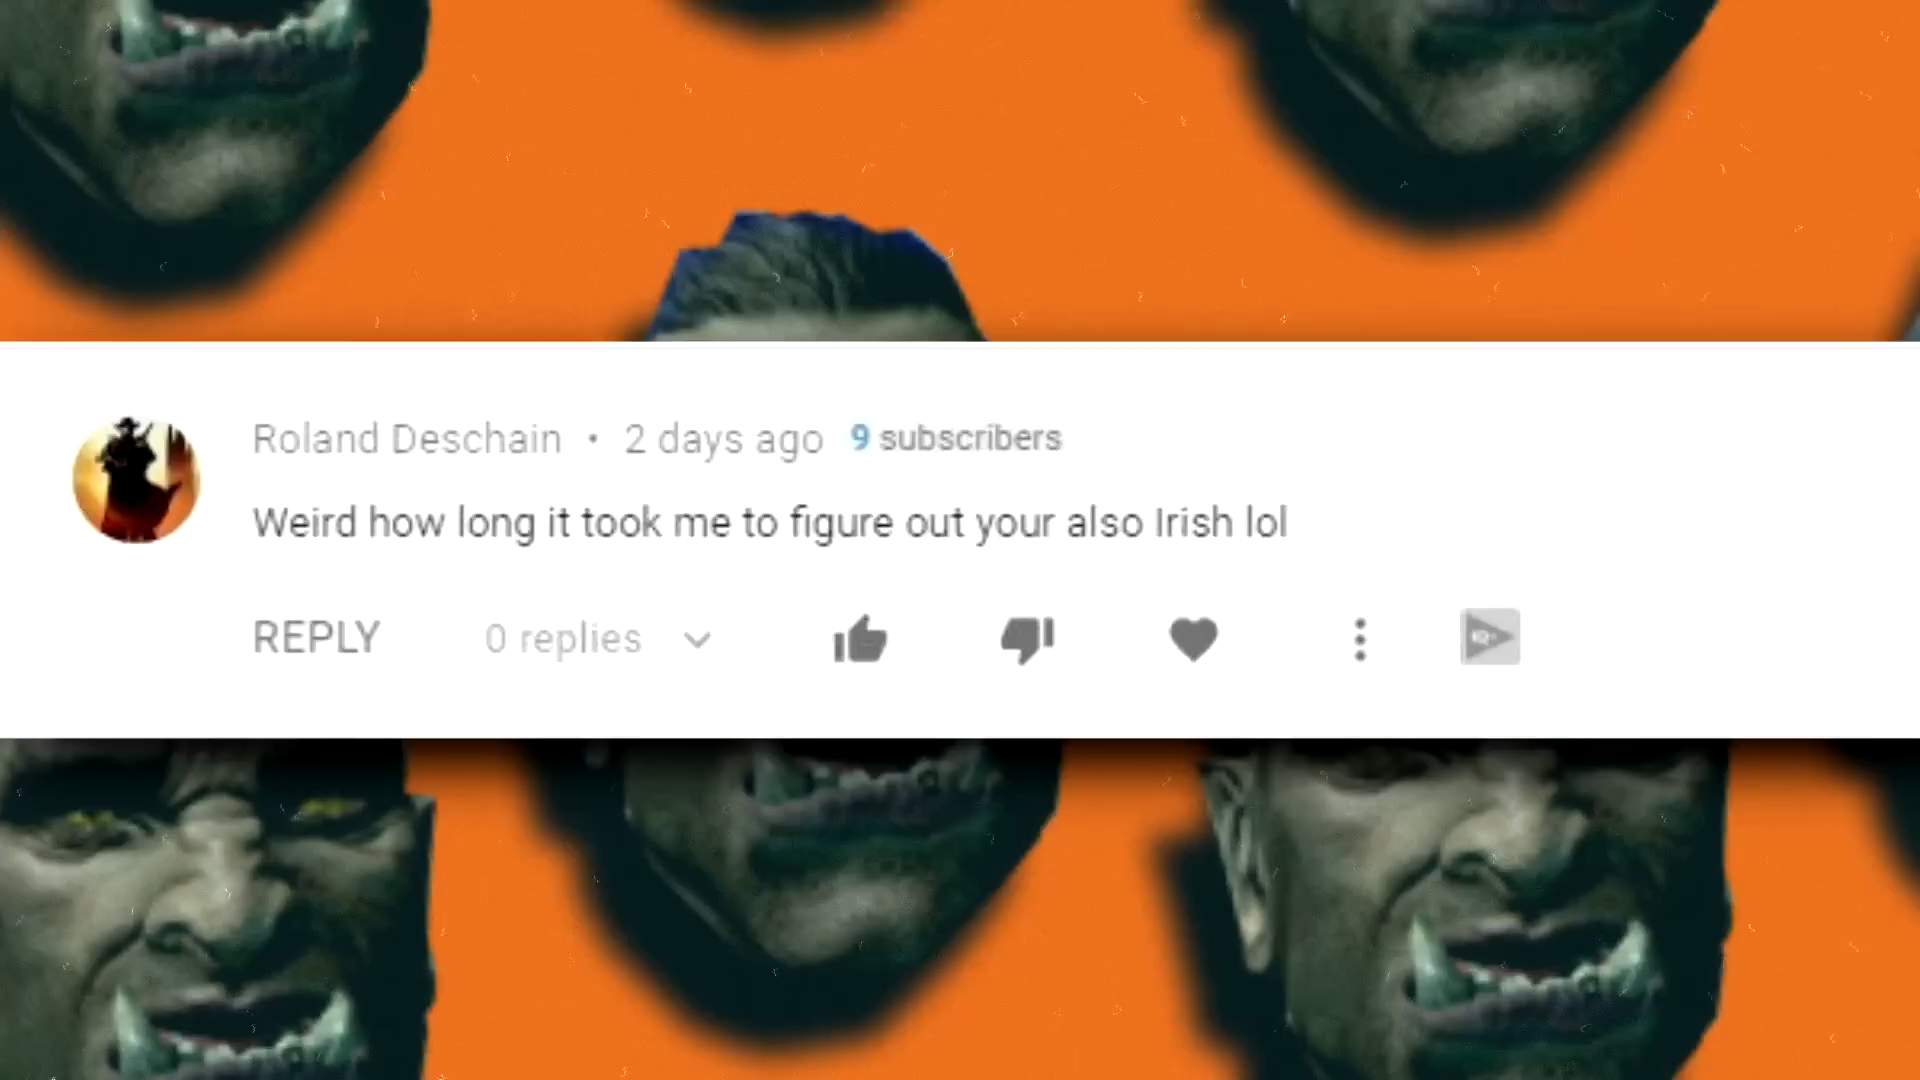 Roland Deschain • 2 days ago 9 subscribers
Weird how long it took me to figure out your also Irish lol
REPLY 0 replies